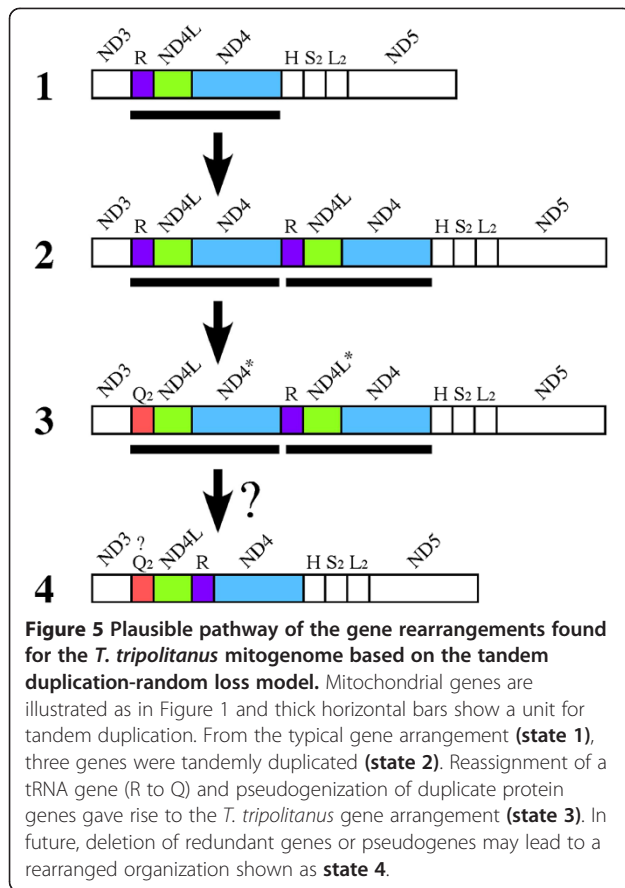 ND3 R ND4L ND4 H S2 L2 ND5
1
ND3 R ND4L ND4 R ND4L ND4 H S2 L2 ND5
2
ND3 Q2 ND4L ND4* R ND4L* ND4 H S2 L2 ND5
3
?
ND3 ? Q2 ND4L R ND4 H S2 L2 ND5
4
Figure 5 Plausible pathway of the gene rearrangements found
for the T. tripolitanus mitogenome based on the tandem
duplication-random loss model. Mitochondrial genes are
illustrated as in Figure 1 and thick horizontal bars show a unit for
tandem duplication. From the typical gene arrangement (state 1),
three genes were tandemly duplicated (state 2). Reassignment of a
tRNA gene (R to Q) and pseudogenization of duplicate protein
genes gave rise to the T. tripolitanus gene arrangement (state 3). In
future, deletion of redundant genes or pseudogenes may lead to a
rearranged organization shown as state 4.